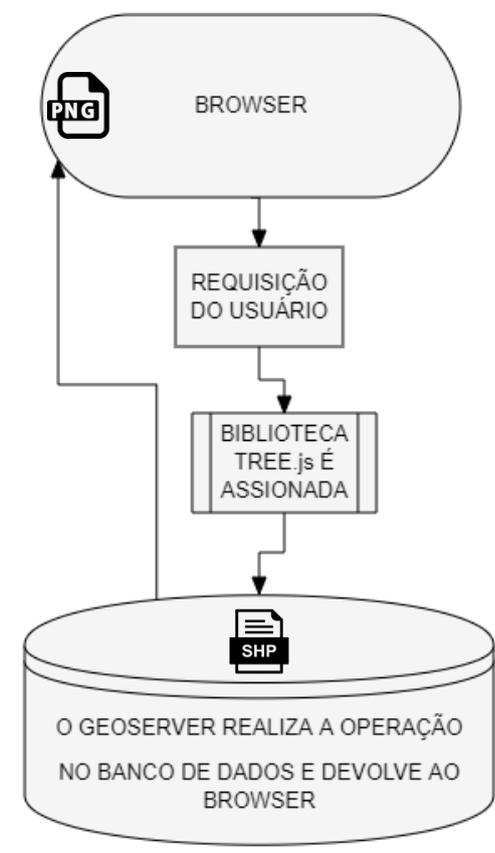 PNG
BROWSER
REQUISIÇÃO
DO USUÁRIO
BIBLIOTECA
TREE.js É
ASSIONADA
SHP
O GEOSERVER REALIZA A OPERAÇÃO
NO BANCO DE DADOS E DEVOLVE AO
BROWSER